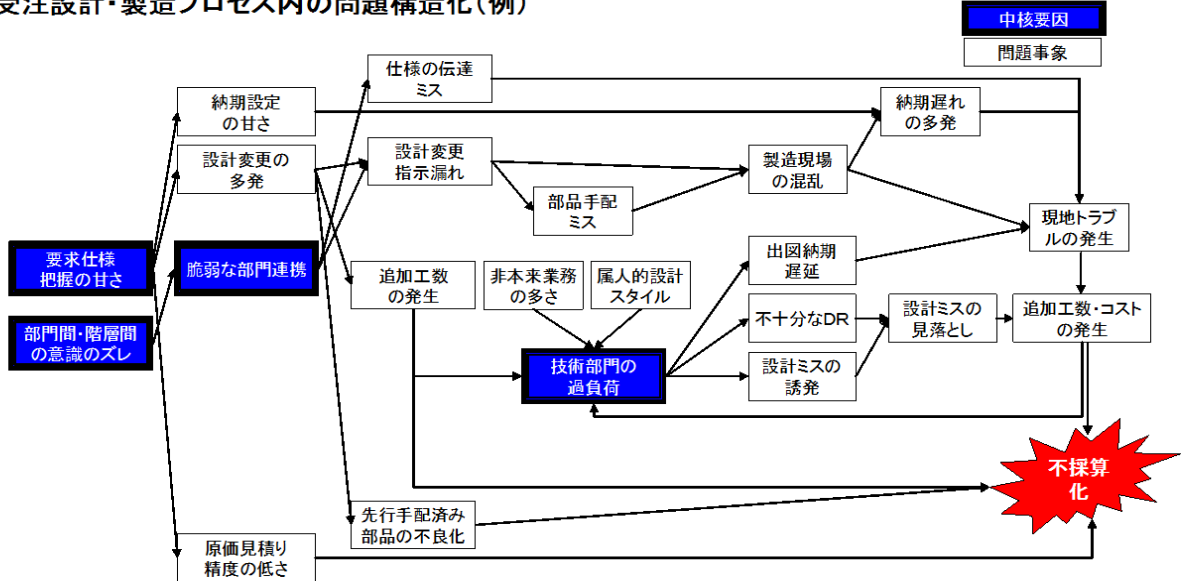 受注設計・製造プロセス内の問題構造化（例）
中核要因
問題事象
仕様の伝達
ミス
納期設定
の甘さ
納期遅れ
の多発
設計変更の
多発
設計変更
指示漏れ
製造現場
の混乱
部品手配
ミス
現地トラブ
ルの発生
要求仕様
把握の甘さ
脆弱な部門連携
追加工数
の発生
非本来業務
の多さ
属人的設計
スタイル
出図納期
遅延
部門間・階層間
の意識のズレ
不十分なDR
設計ミスの
見落とし
追加工数・コスト
の発生
技術部門の
過負荷
設計ミスの
誘発
不採算
化
先行手配済み
部品の不良化
原価見積り
精度の低さ